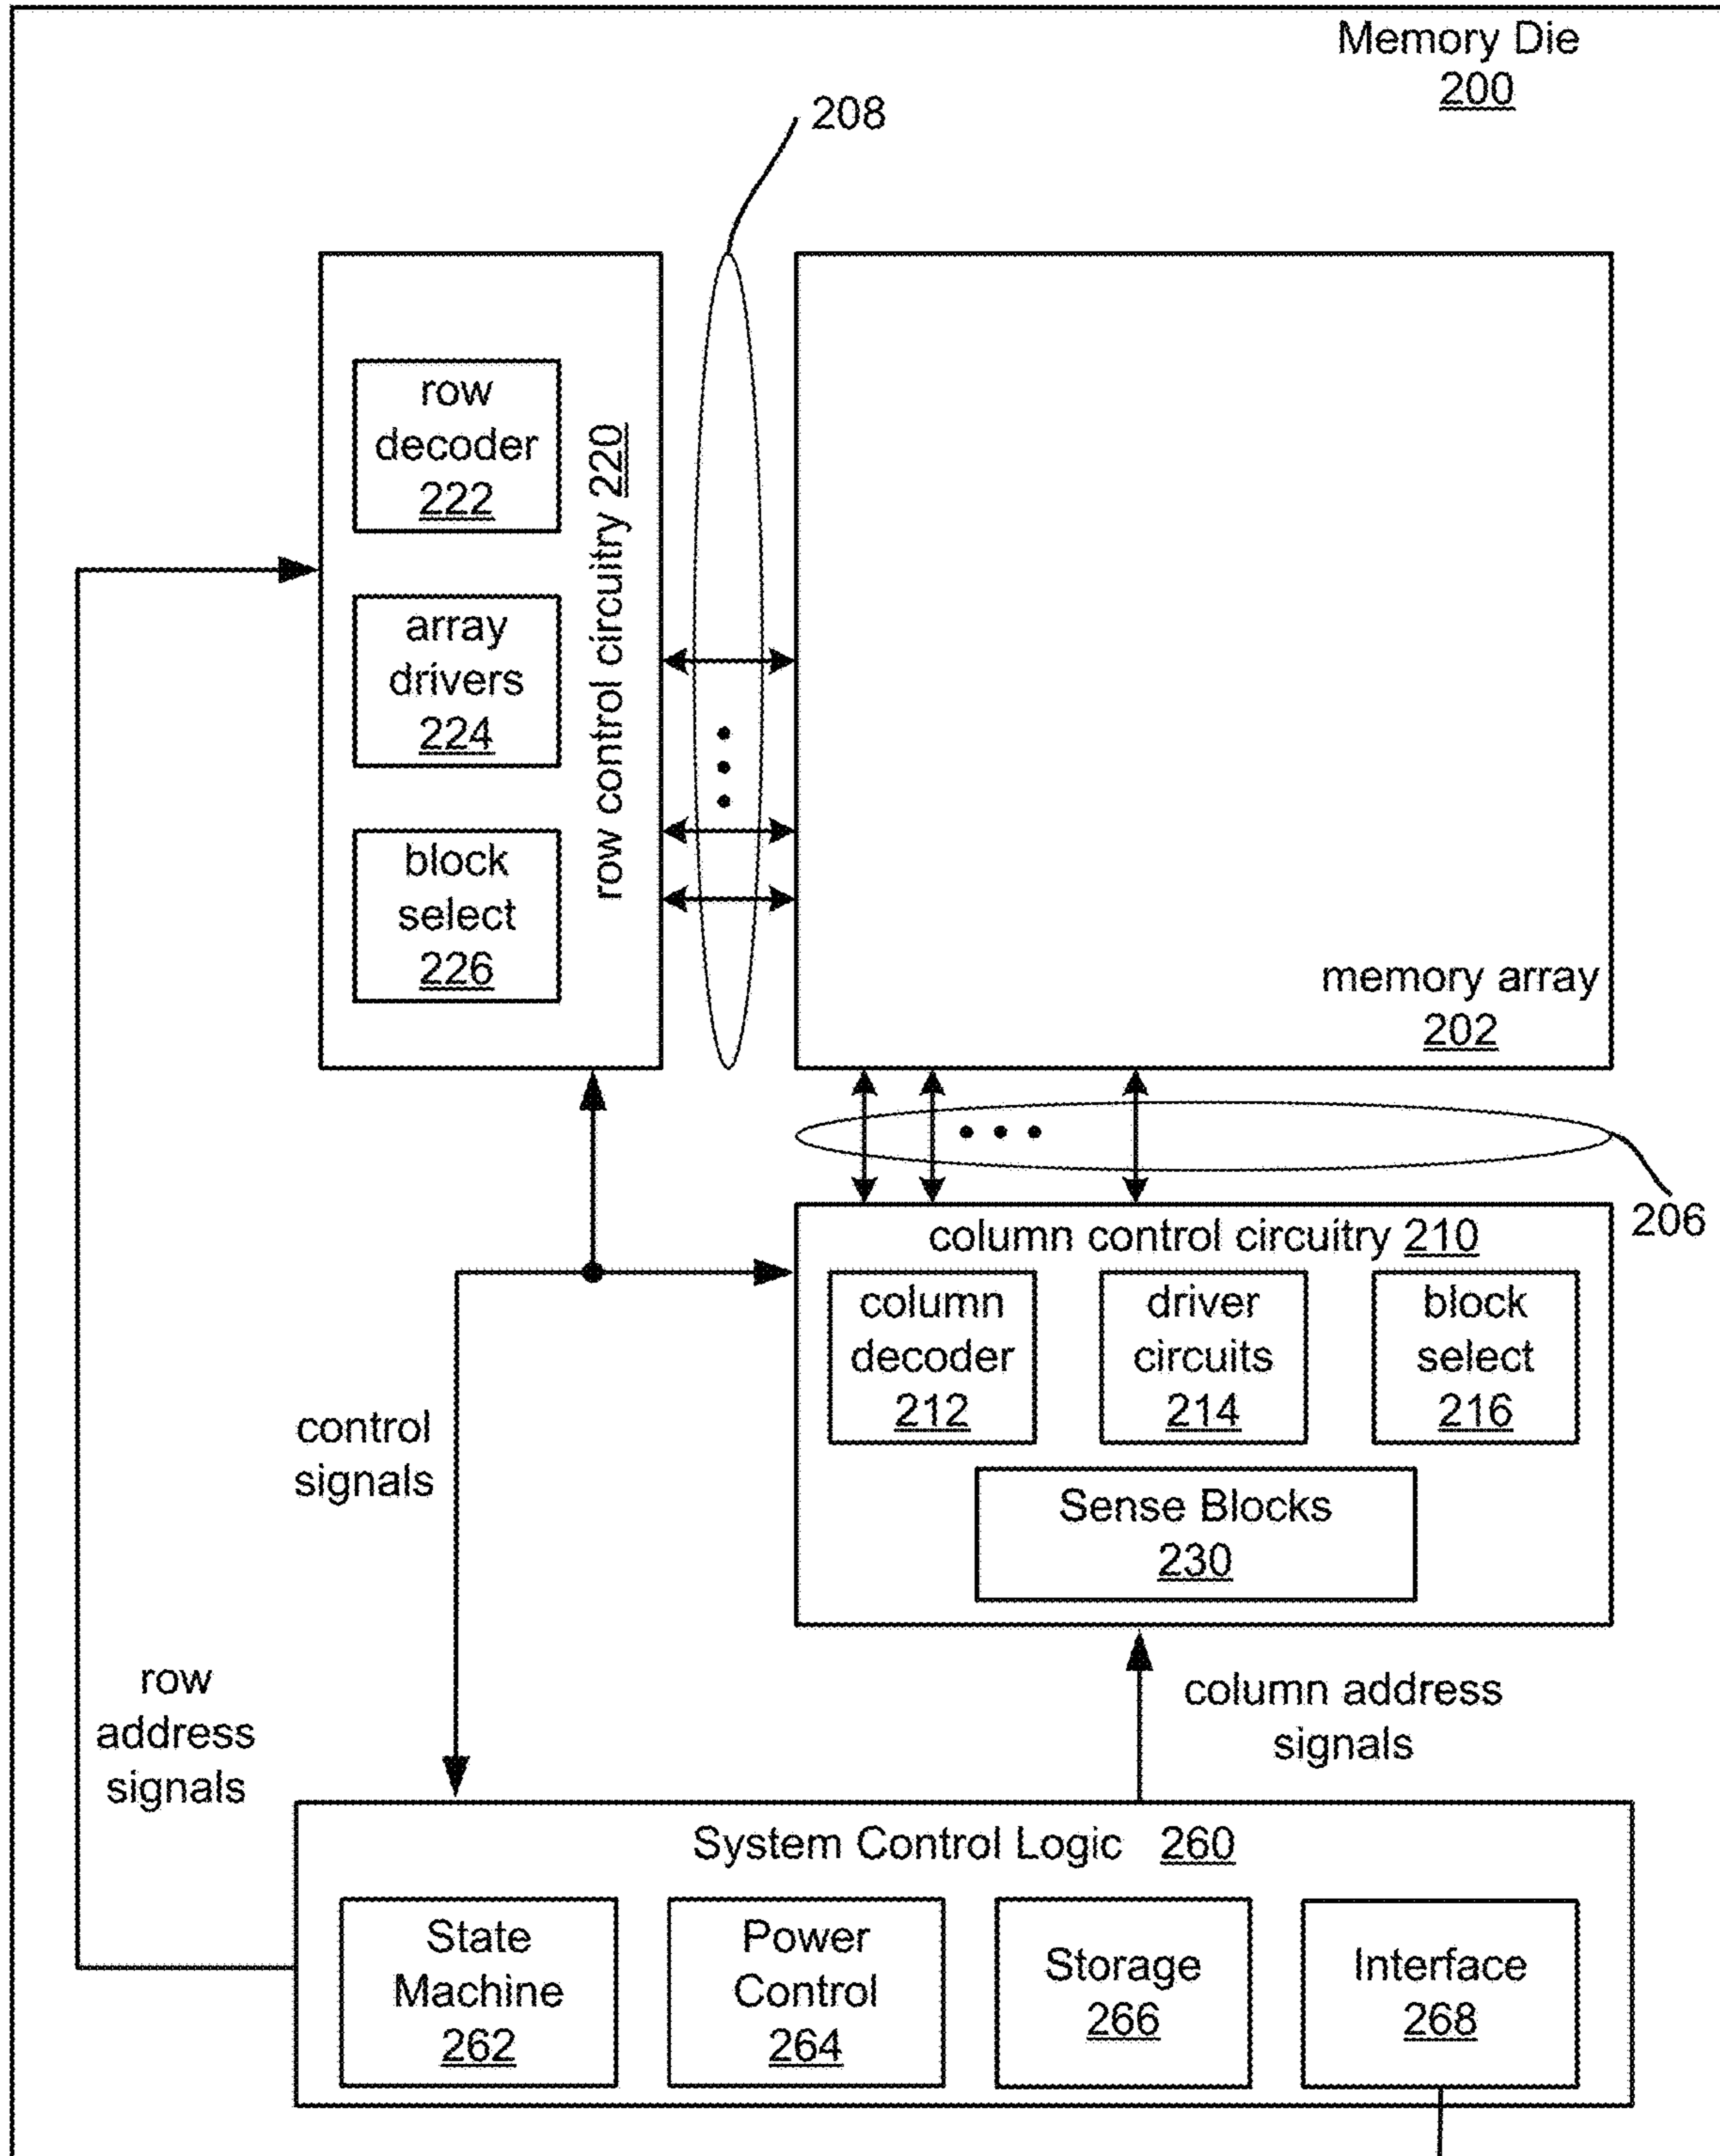 Memory Die
200
208
row
decoder
222
array
drivers
224
block
select
226
row control circuitry 220
memory array
202
206
column control circuitry 210
column
decoder
212
driver
circuits
214
block
select
216
Sense Blocks
230
control
signals
row
address
signals
column address
signals
System Control Logic 260
State
Machine
262
Power
Control
264
Storage
266
Interface
268